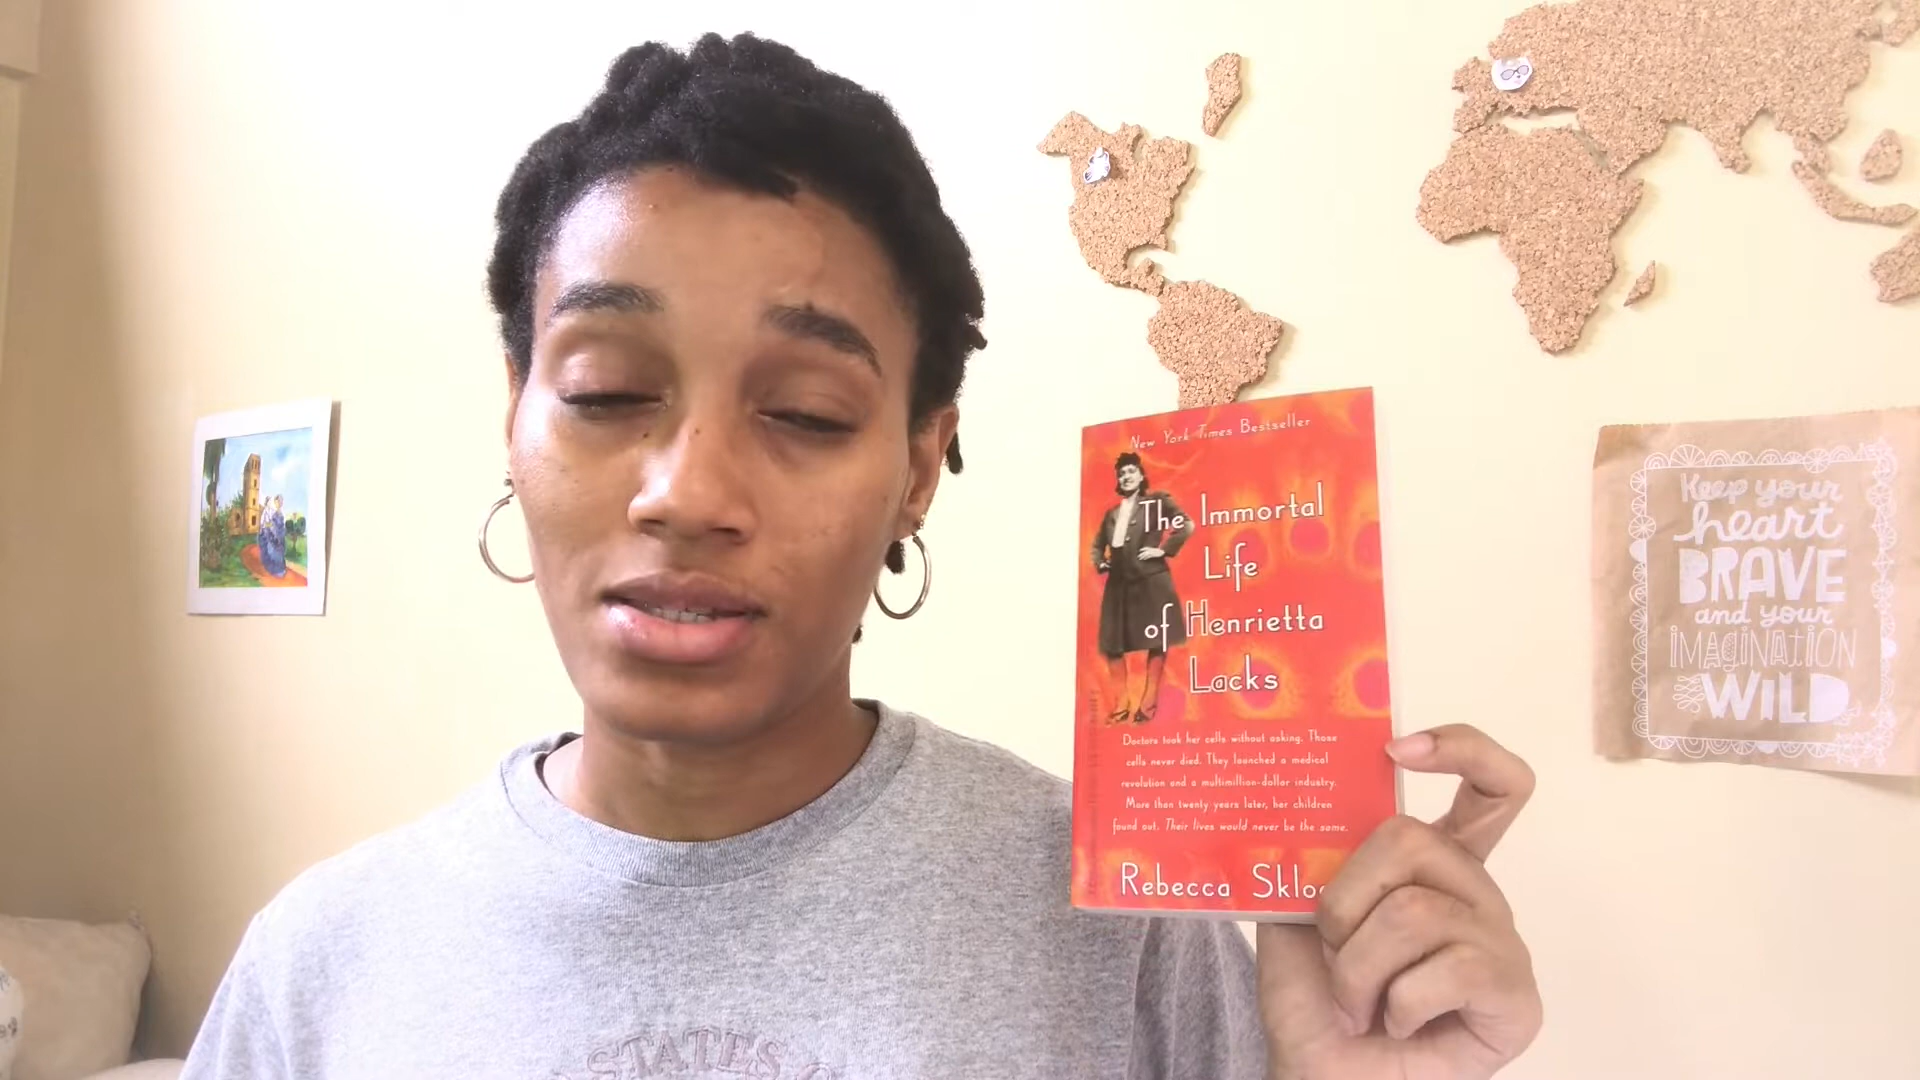 New York Times Bestseller
The Immortal
Life
of Henrietta
Lacks
Doctors took her cells without asking. Those
cells never died. They launched a medical
revolution and a multimillion-dollar industry.
More than twenty years later, her children
found out. Their lives would never be the same.
Rebecca Skloo
Keep your
heart
BRAVE
and your
IMAGINATION
WILD
STATES